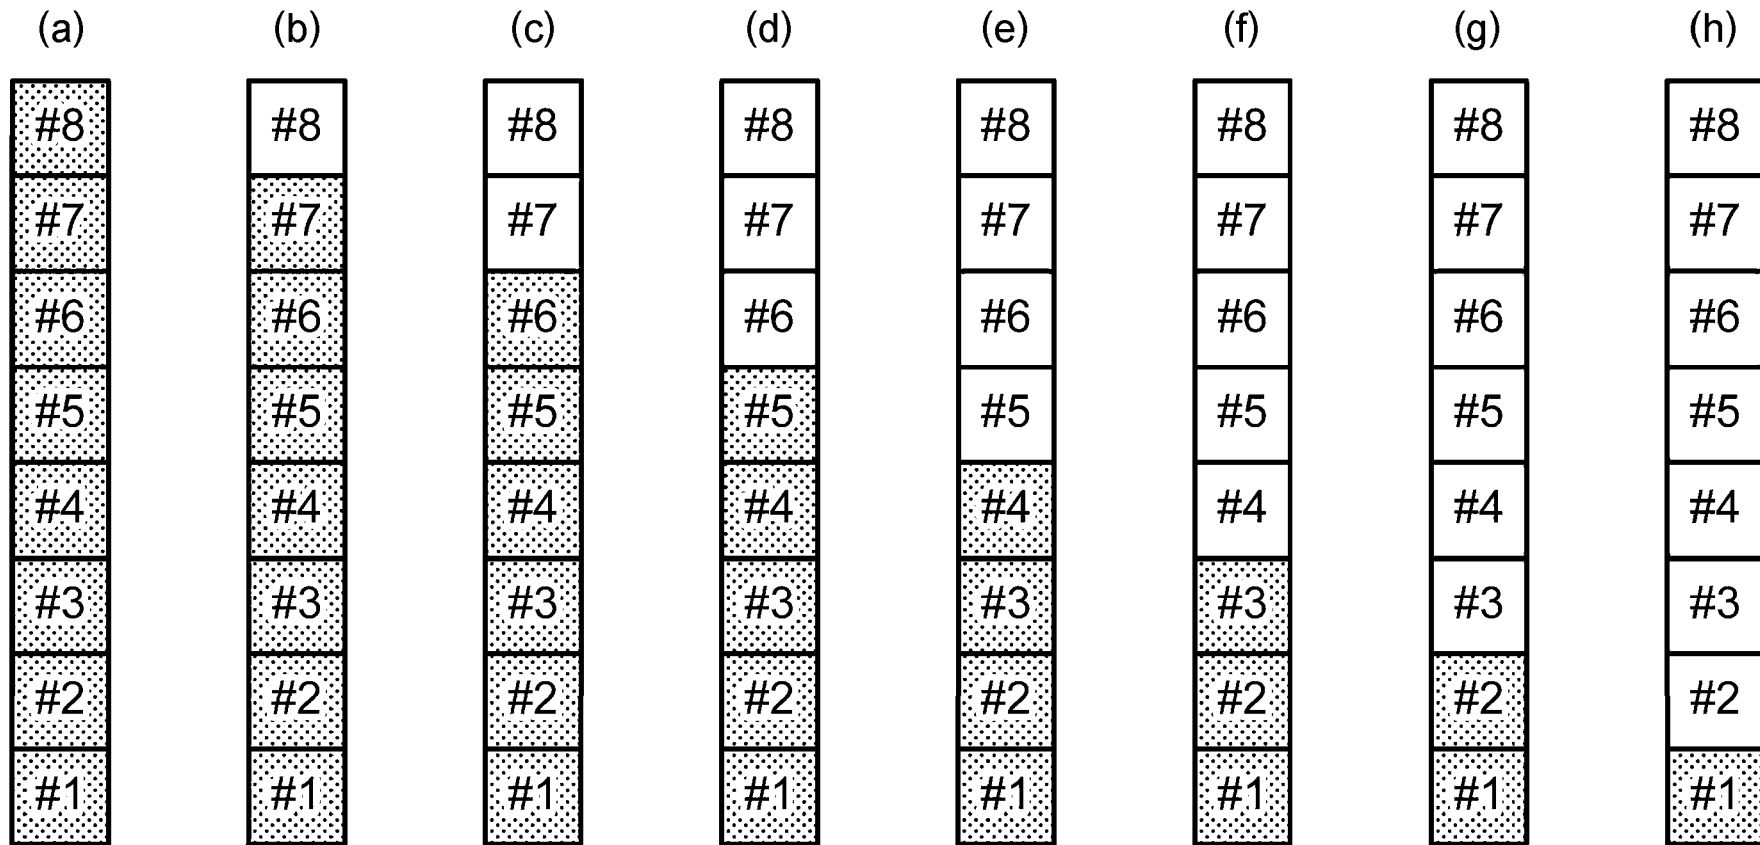 (a) (b) (c) (d) (e) (f) (g) (h)
#8 #8 #8 #8 #8 #8 #8 #8
#7 #7 #7 #7 #7 #7 #7 #7
#6 #6 #6 #6 #6 #6 #6 #6
#5 #5 #5 #5 #5 #5 #5 #5
#4 #4 #4 #4 #4 #4 #4 #4
#3 #3 #3 #3 #3 #3 #3 #3
#2 #2 #2 #2 #2 #2 #2 #2
#1 #1 #1 #1 #1 #1 #1 #1